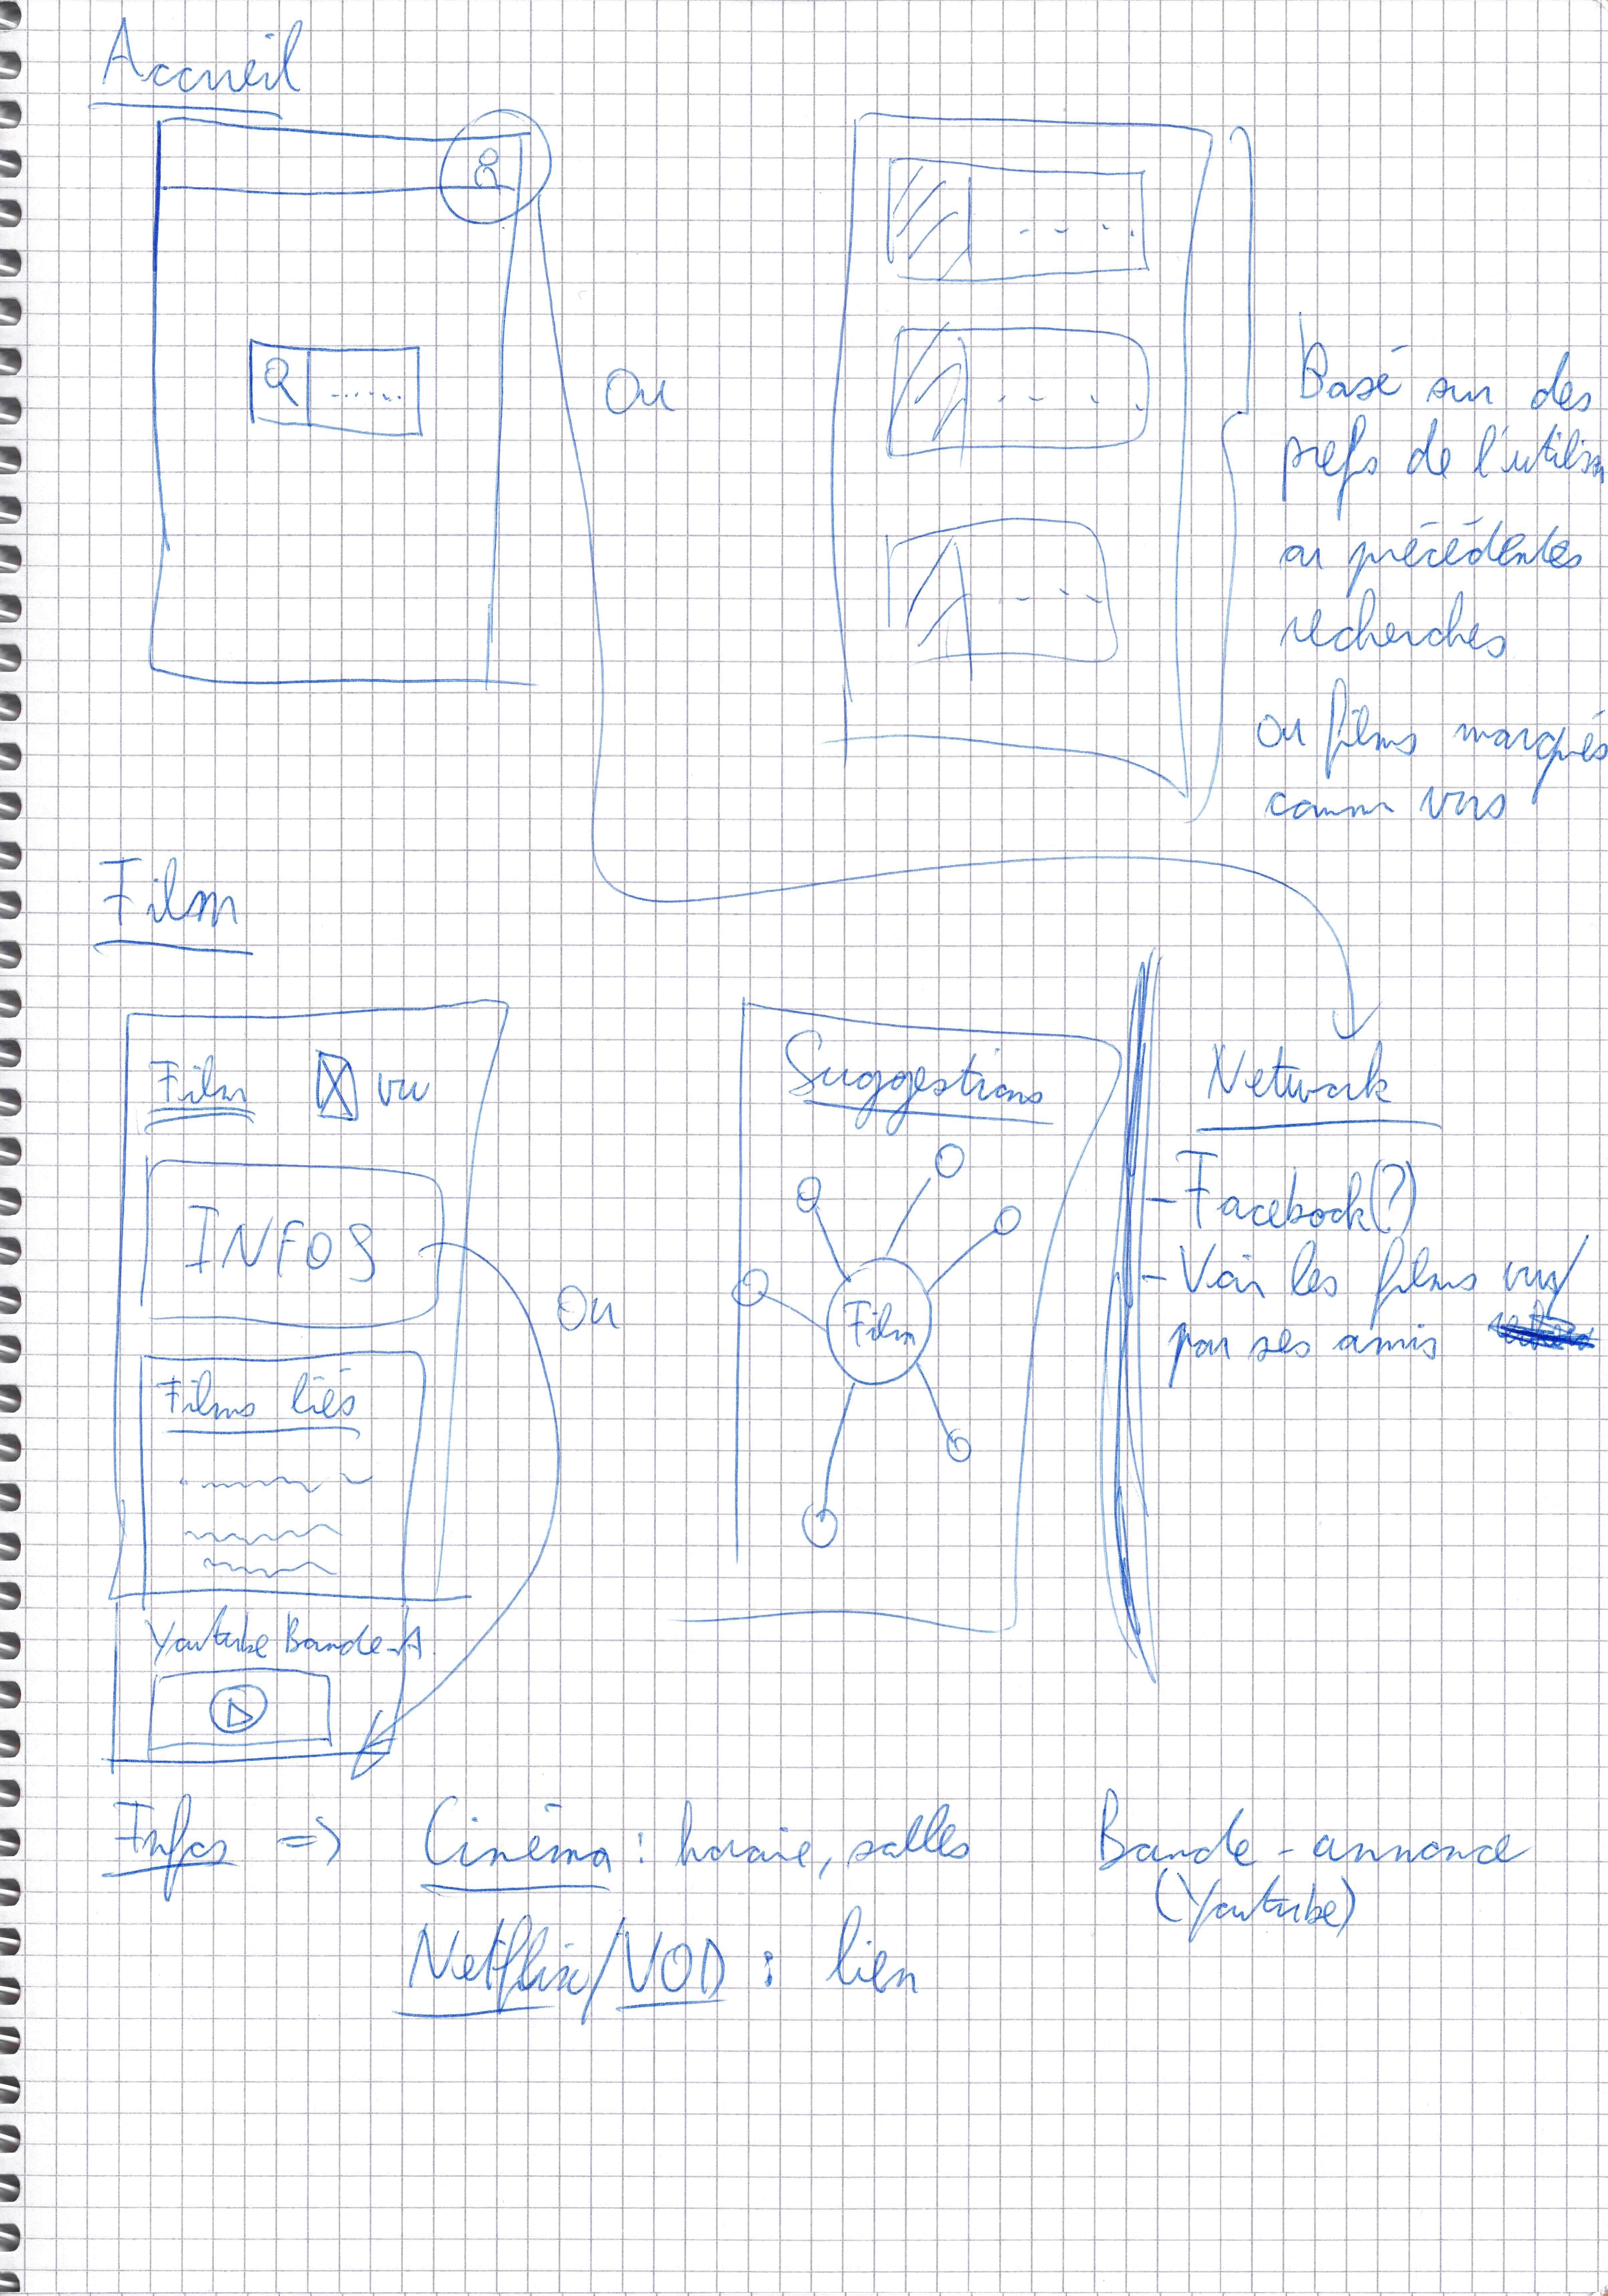 Accueil
Ou
Basé sur des
prefs de l'utilisa
ou précédentes
recherches
ou films marqués
comm vus
Film
Film vu
INFOS
Films liés
Youtube Bande-A.
Ou
Suggestions
Film
Network
- Facebook(?)
- Voir les films vus
par ses amis
Infos => Cinéma : horaire, salles
Netflix/VOD : lien
Bande-annonce
(Youtube)